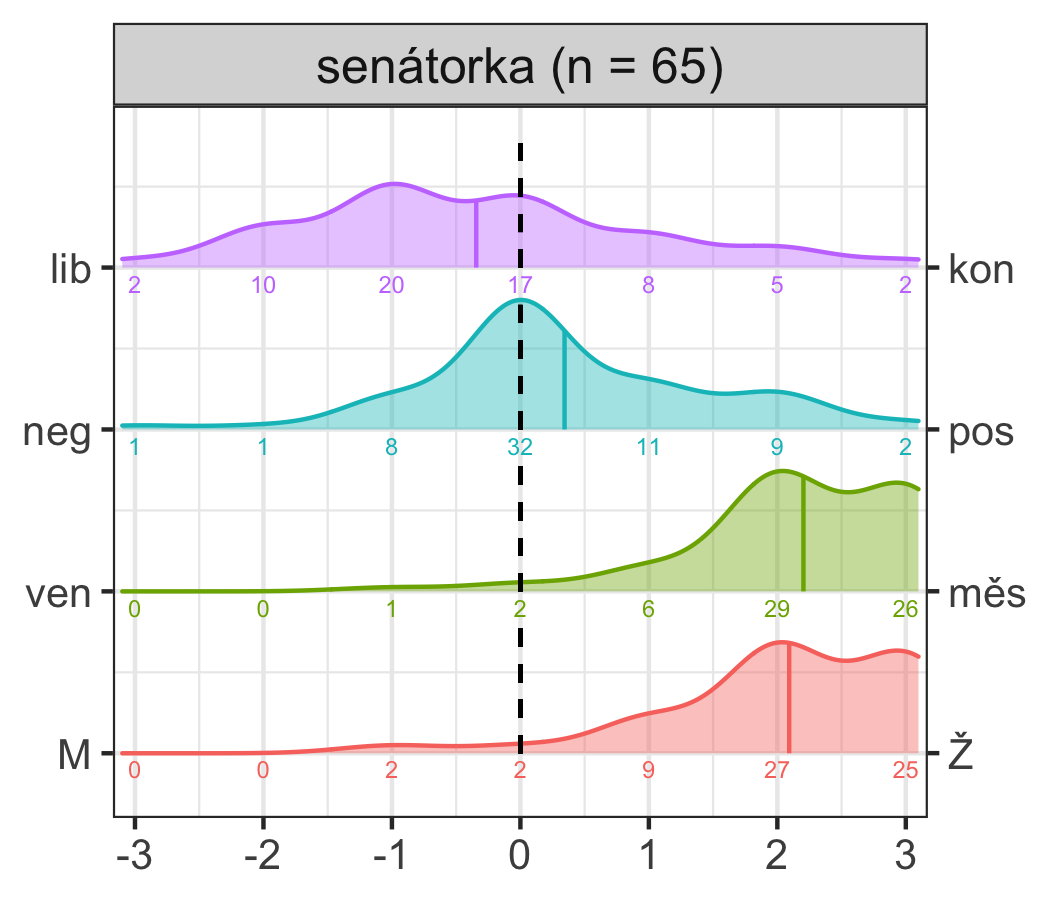 senátorka (n = 65)
lib kon
2 10 20 17 8 5 2
neg pos
1 1 8 32 11 9 2
ven měs
0 0 1 2 6 29 26
M Ž
0 0 2 2 9 27 25
-3 -2 -1 0 1 2 3